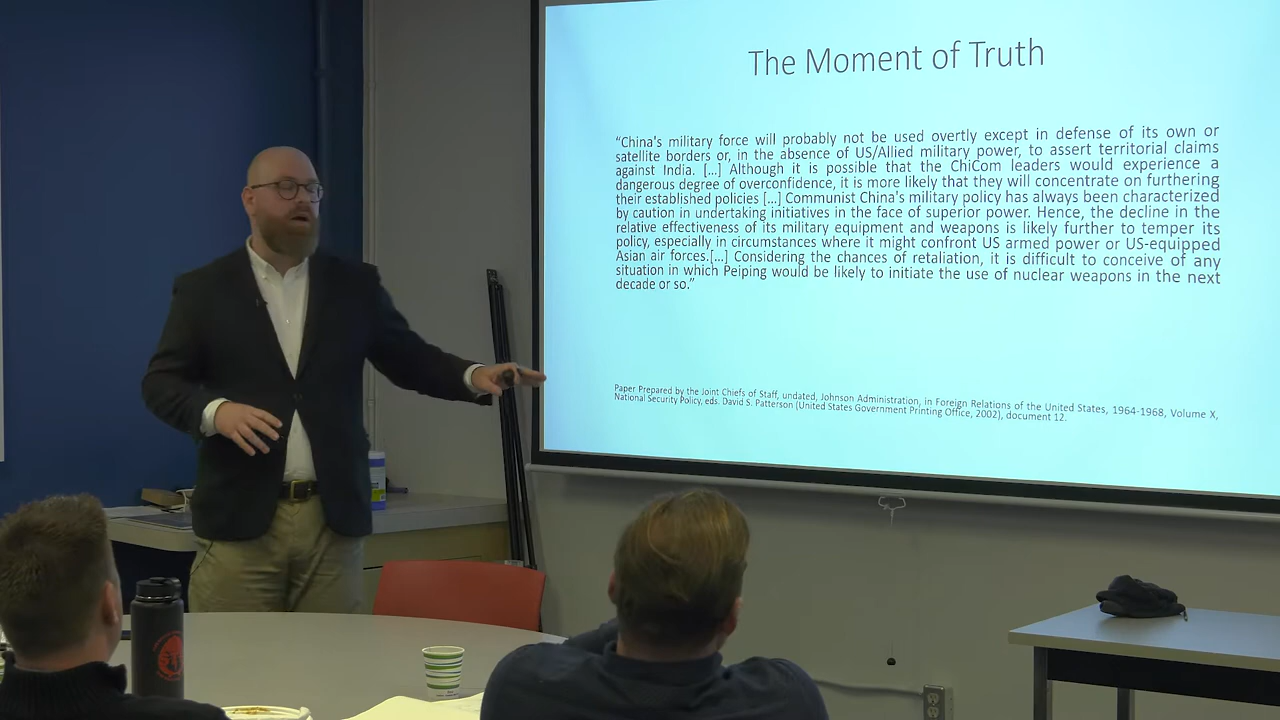 The Moment of Truth
“China's military force will probably not be used overtly except in defense of its own or
satellite borders or, in the absence of US/Allied military power, to assert territorial claims
against India. [...] Although it is possible that the ChiCom leaders would experience a
dangerous degree of overconfidence, it is more likely that they will concentrate on furthering
their established policies [...] Communist China's military policy has always been characterized
by caution in undertaking initiatives in the face of superior power. Hence, the decline in the
relative effectiveness of its military equipment and weapons is likely further to temper its
policy, especially in circumstances where it might confront US armed power or US-equipped
Asian air forces.[...] Considering the chances of retaliation, it is difficult to conceive of any
situation in which Peiping would be likely to initiate the use of nuclear weapons in the next
decade or so.”
Paper Prepared by the Joint Chiefs of Staff, undated, Johnson Administration, in Foreign Relations of the United States, 1964-1968, Volume X,
National Security Policy, eds. David S. Patterson (United States Government Printing Office, 2002), document 12.